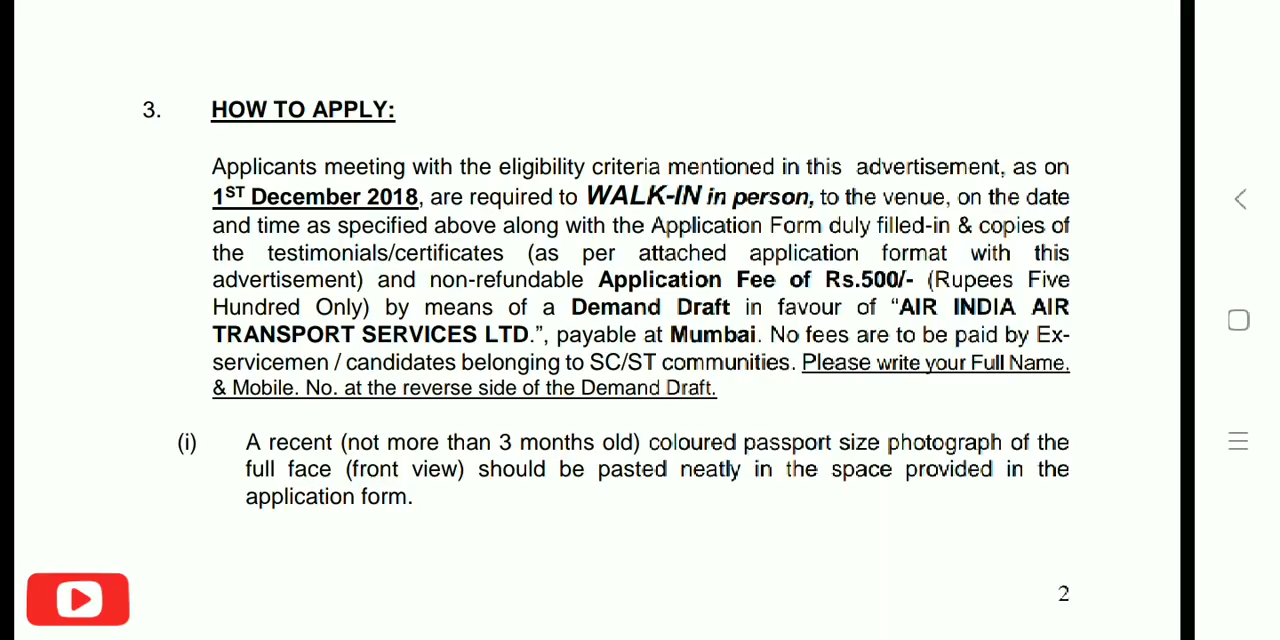 3. HOW TO APPLY:
Applicants meeting with the eligibility criteria mentioned in this advertisement, as on
1ST December 2018, are required to WALK-IN in person, to the venue, on the date
and time as specified above along with the Application Form duly filled-in & copies of
the testimonials/certificates (as per attached application format with this
advertisement) and non-refundable Application Fee of Rs.500/- (Rupees Five
Hundred Only) by means of a Demand Draft in favour of “AIR INDIA AIR
TRANSPORT SERVICES LTD.”, payable at Mumbai. No fees are to be paid by Ex-
servicemen / candidates belonging to SC/ST communities. Please write your Full Name.
& Mobile. No. at the reverse side of the Demand Draft.
(i) A recent (not more than 3 months old) coloured passport size photograph of the
full face (front view) should be pasted neatly in the space provided in the
application form.
2